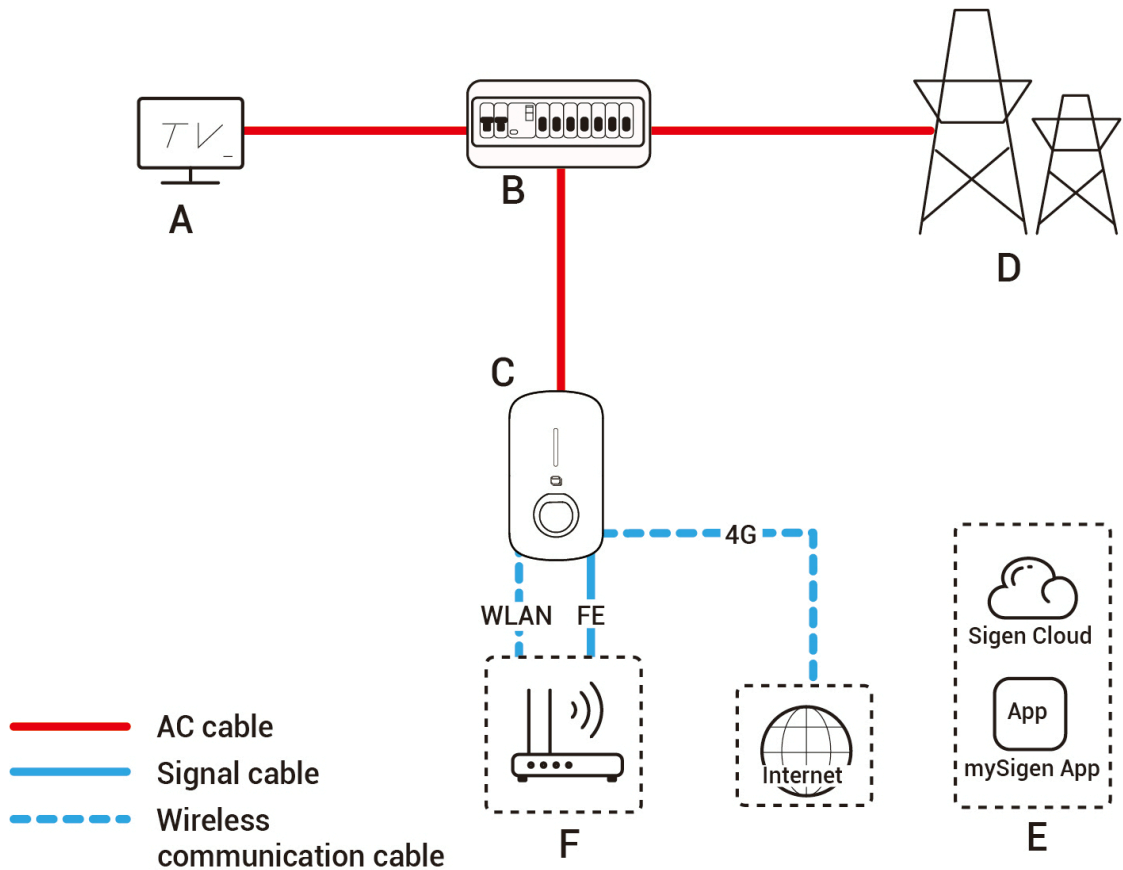 TV
A
B
D
C
4G
WLAN
FE
Sigen Cloud
App
mySigen App
Internet
E
F
AC cable
Signal cable
Wireless
communication cable